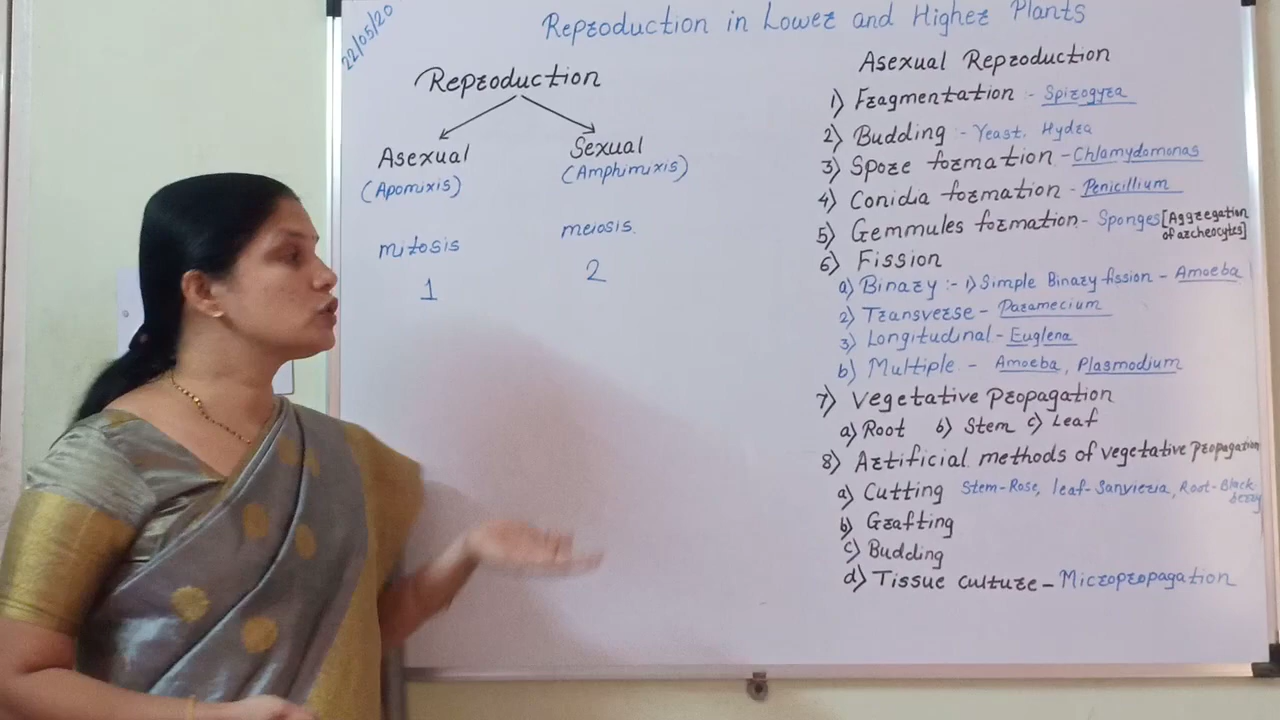 22/05/20
Reproduction in Lower and Higher Plants
Reproduction
Asexual
(Apomixis)
mitosis
1
Sexual
(Amphimixis)
meiosis.
2
Asexual Reproduction
1) Fragmentation :- Spirogyra
2) Budding :- Yeast, Hydra
3) Spore formation - Chlamydomonas
4) Conidia formation - Penicillium
5) Gemmules formation - Sponges [Aggregation
of archeocytes]
6) Fission
a) Binary :- 1) Simple Binary fission - Amoeba
2) Transverse - Paramecium
3) Longitudinal - Euglena
b) Multiple - Amoeba, Plasmodium
7) Vegetative Propagation
a) Root b) Stem c) Leaf
8) Artificial methods of vegetative propagation
a) Cutting Stem-Rose, leaf-Sanvieria, Root-Black
berry
b) Grafting
c) Budding
d) Tissue culture - Micropropagation